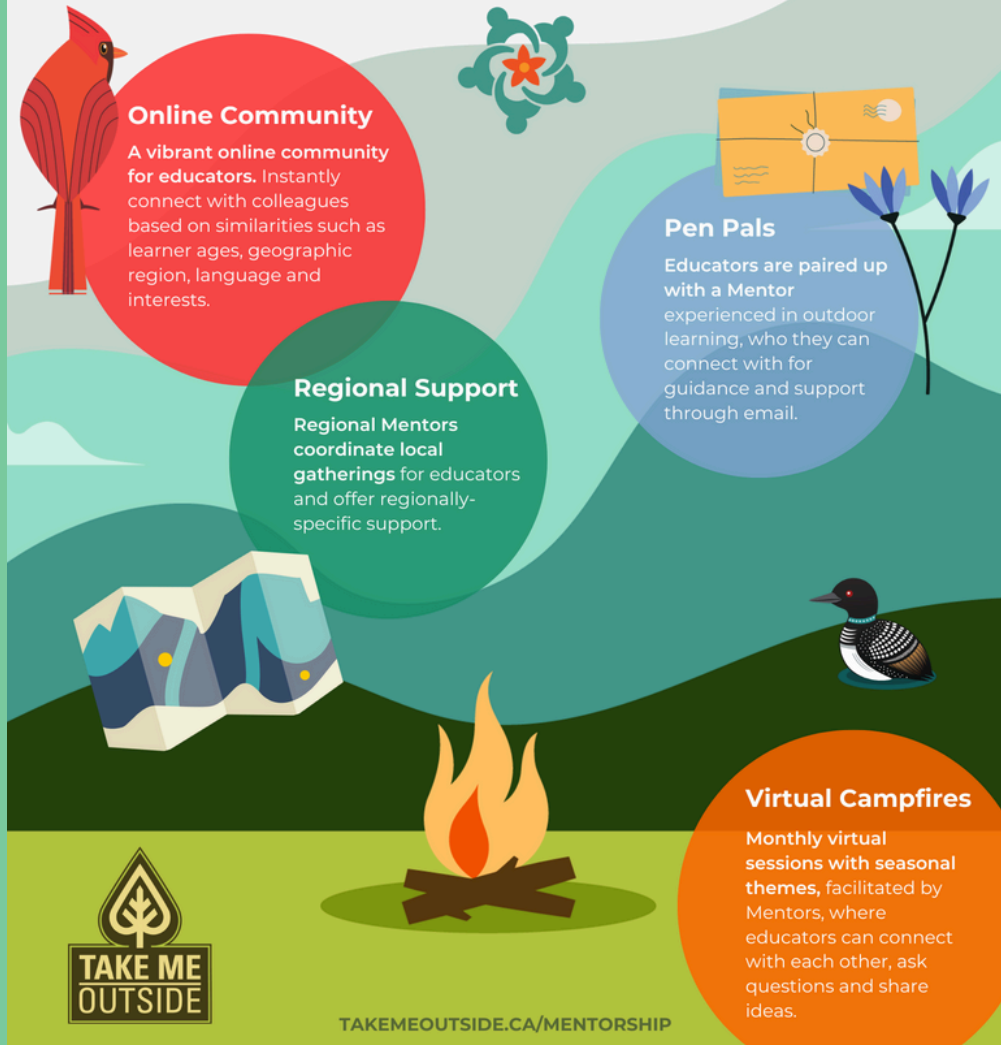 Online Community
A vibrant online community
for educators. Instantly
connect with colleagues
based on similarities such as
learner ages, geographic
region, language and
interests.
Pen Pals
Educators are paired up
with a Mentor
experienced in outdoor
learning, who they can
connect with for
guidance and support
through email.
Regional Support
Regional Mentors
coordinate local
gatherings for educators
and offer regionally-
specific support.
Virtual Campfires
Monthly virtual
sessions with seasonal
themes, facilitated by
Mentors, where
educators can connect
with each other, ask
questions and share
ideas.
TAKE ME
OUTSIDE
TAKEMEOUTSIDE.CA/MENTORSHIP